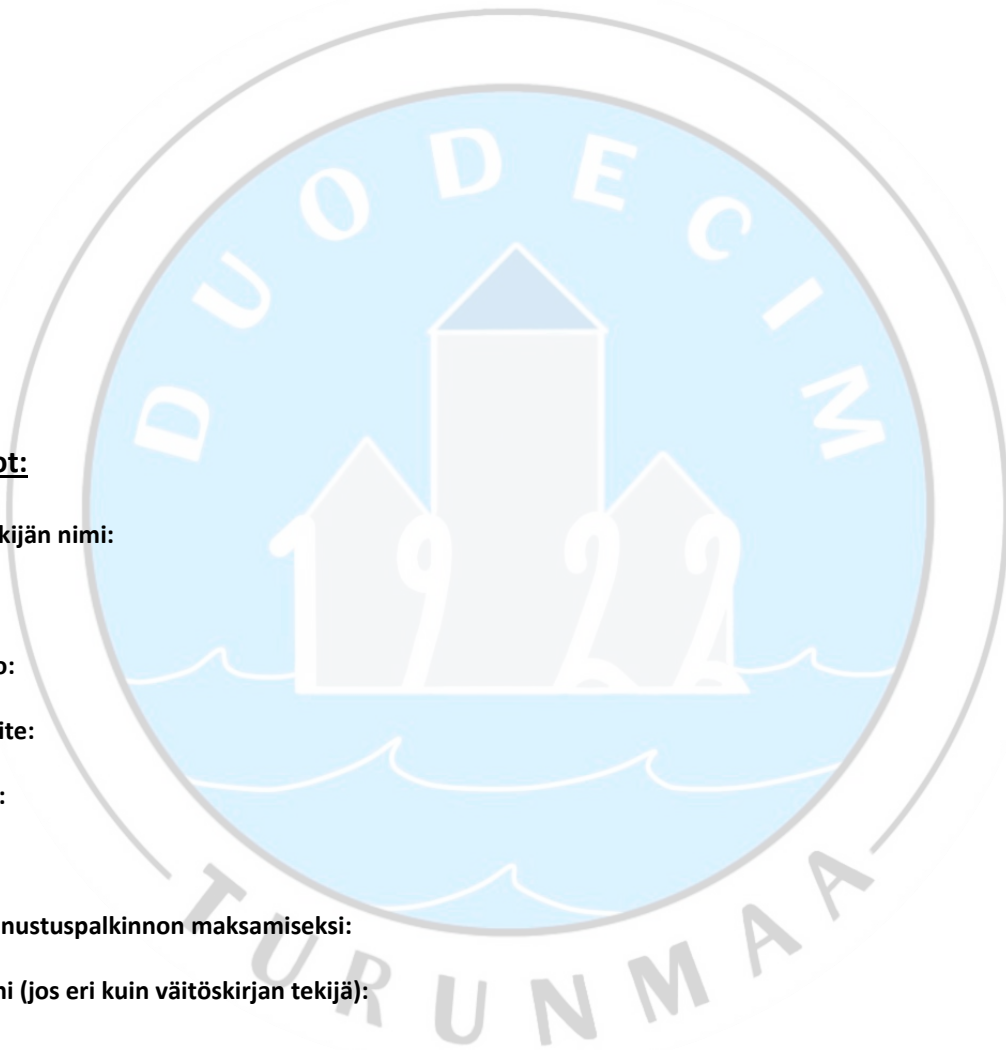 DUODECIM
ot:
kijän nimi:
1922
o:
ite:
:
nustuspalkinnon maksamiseksi:
ni (jos eri kuin väitöskirjan tekijä):
TURUNMAA